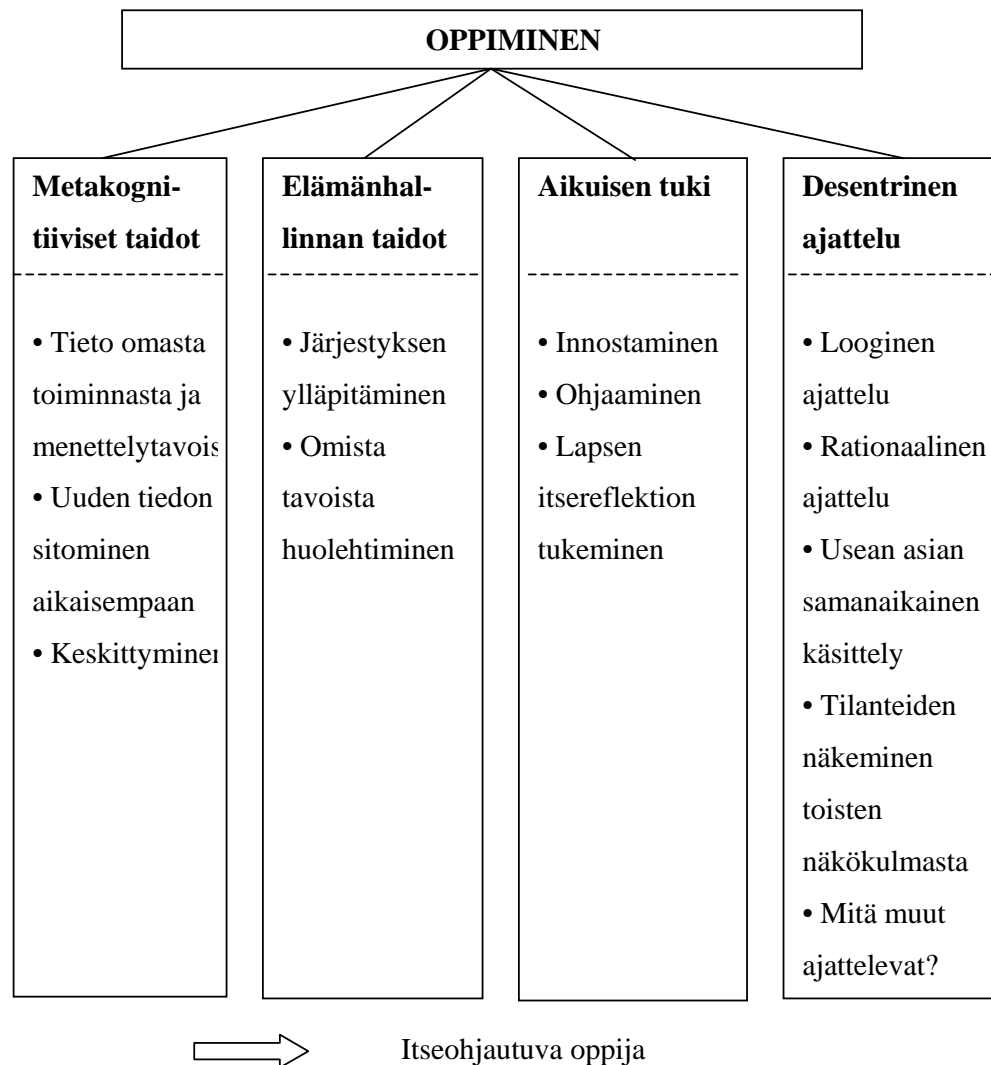 OPPIMINEN
Metakogni-
tiiviset taidot
• Tieto omasta
toiminnasta ja
menettelytavois
• Uuden tiedon
sitominen
aikaisempaan
• Keskittyminen
Elämänhal-
linnan taidot
• Järjestyksen
ylläpitäminen
• Omista
tavoista
huolehtiminen
Aikuisen tuki
• Innostaminen
• Ohjaaminen
• Lapsen
itsereflektion
tukeminen
Desentrinen
ajattelu
• Looginen
ajattelu
• Rationaalinen
ajattelu
• Usean asian
samanaikainen
käsittely
• Tilanteiden
näkeminen
toisten
näkökulmasta
• Mitä muut
ajattelevat?
Itseohjautuva oppija